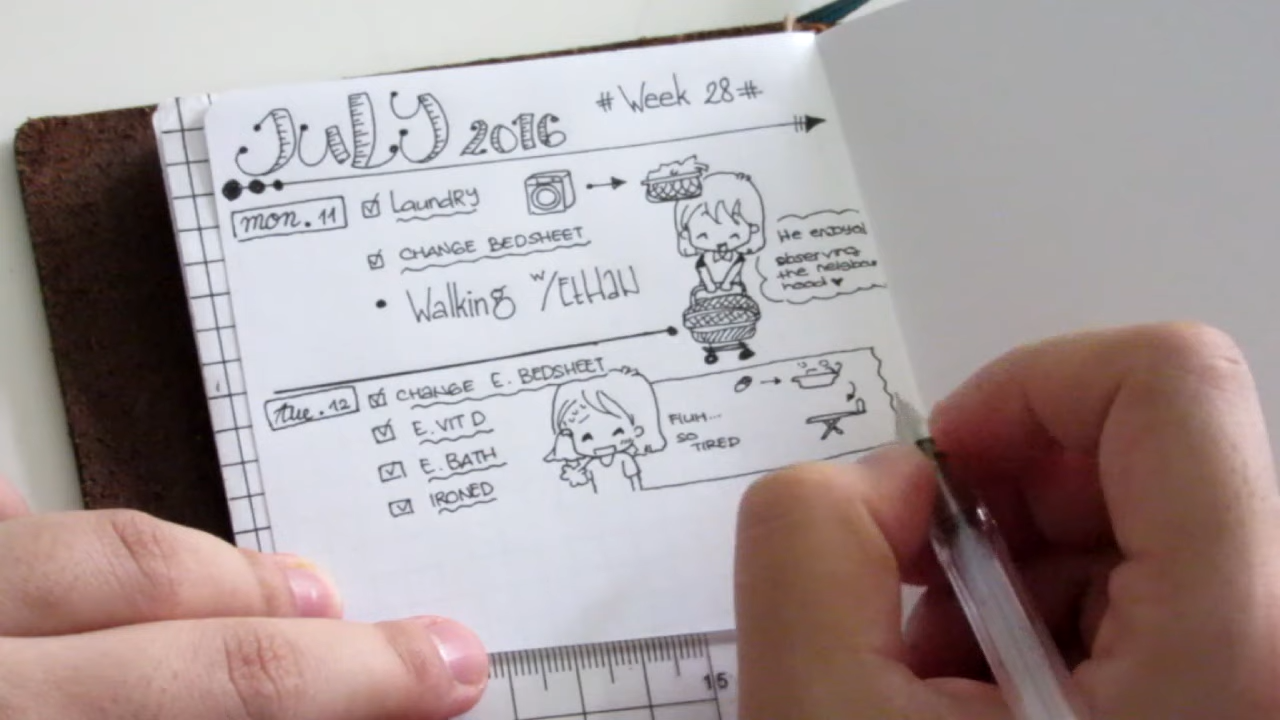 JULY 2016
# Week 28 #
mon. 11
LaundRY
CHANGE BEDSHEET
Walking w/EtHaN
He enjoyed
observing
the neighbou
hood ♥
tue. 12
CHANGE E. BEDSHEET
E. VIT D
E. BATH
IRONED
FIUH...
SO
TIRED
15